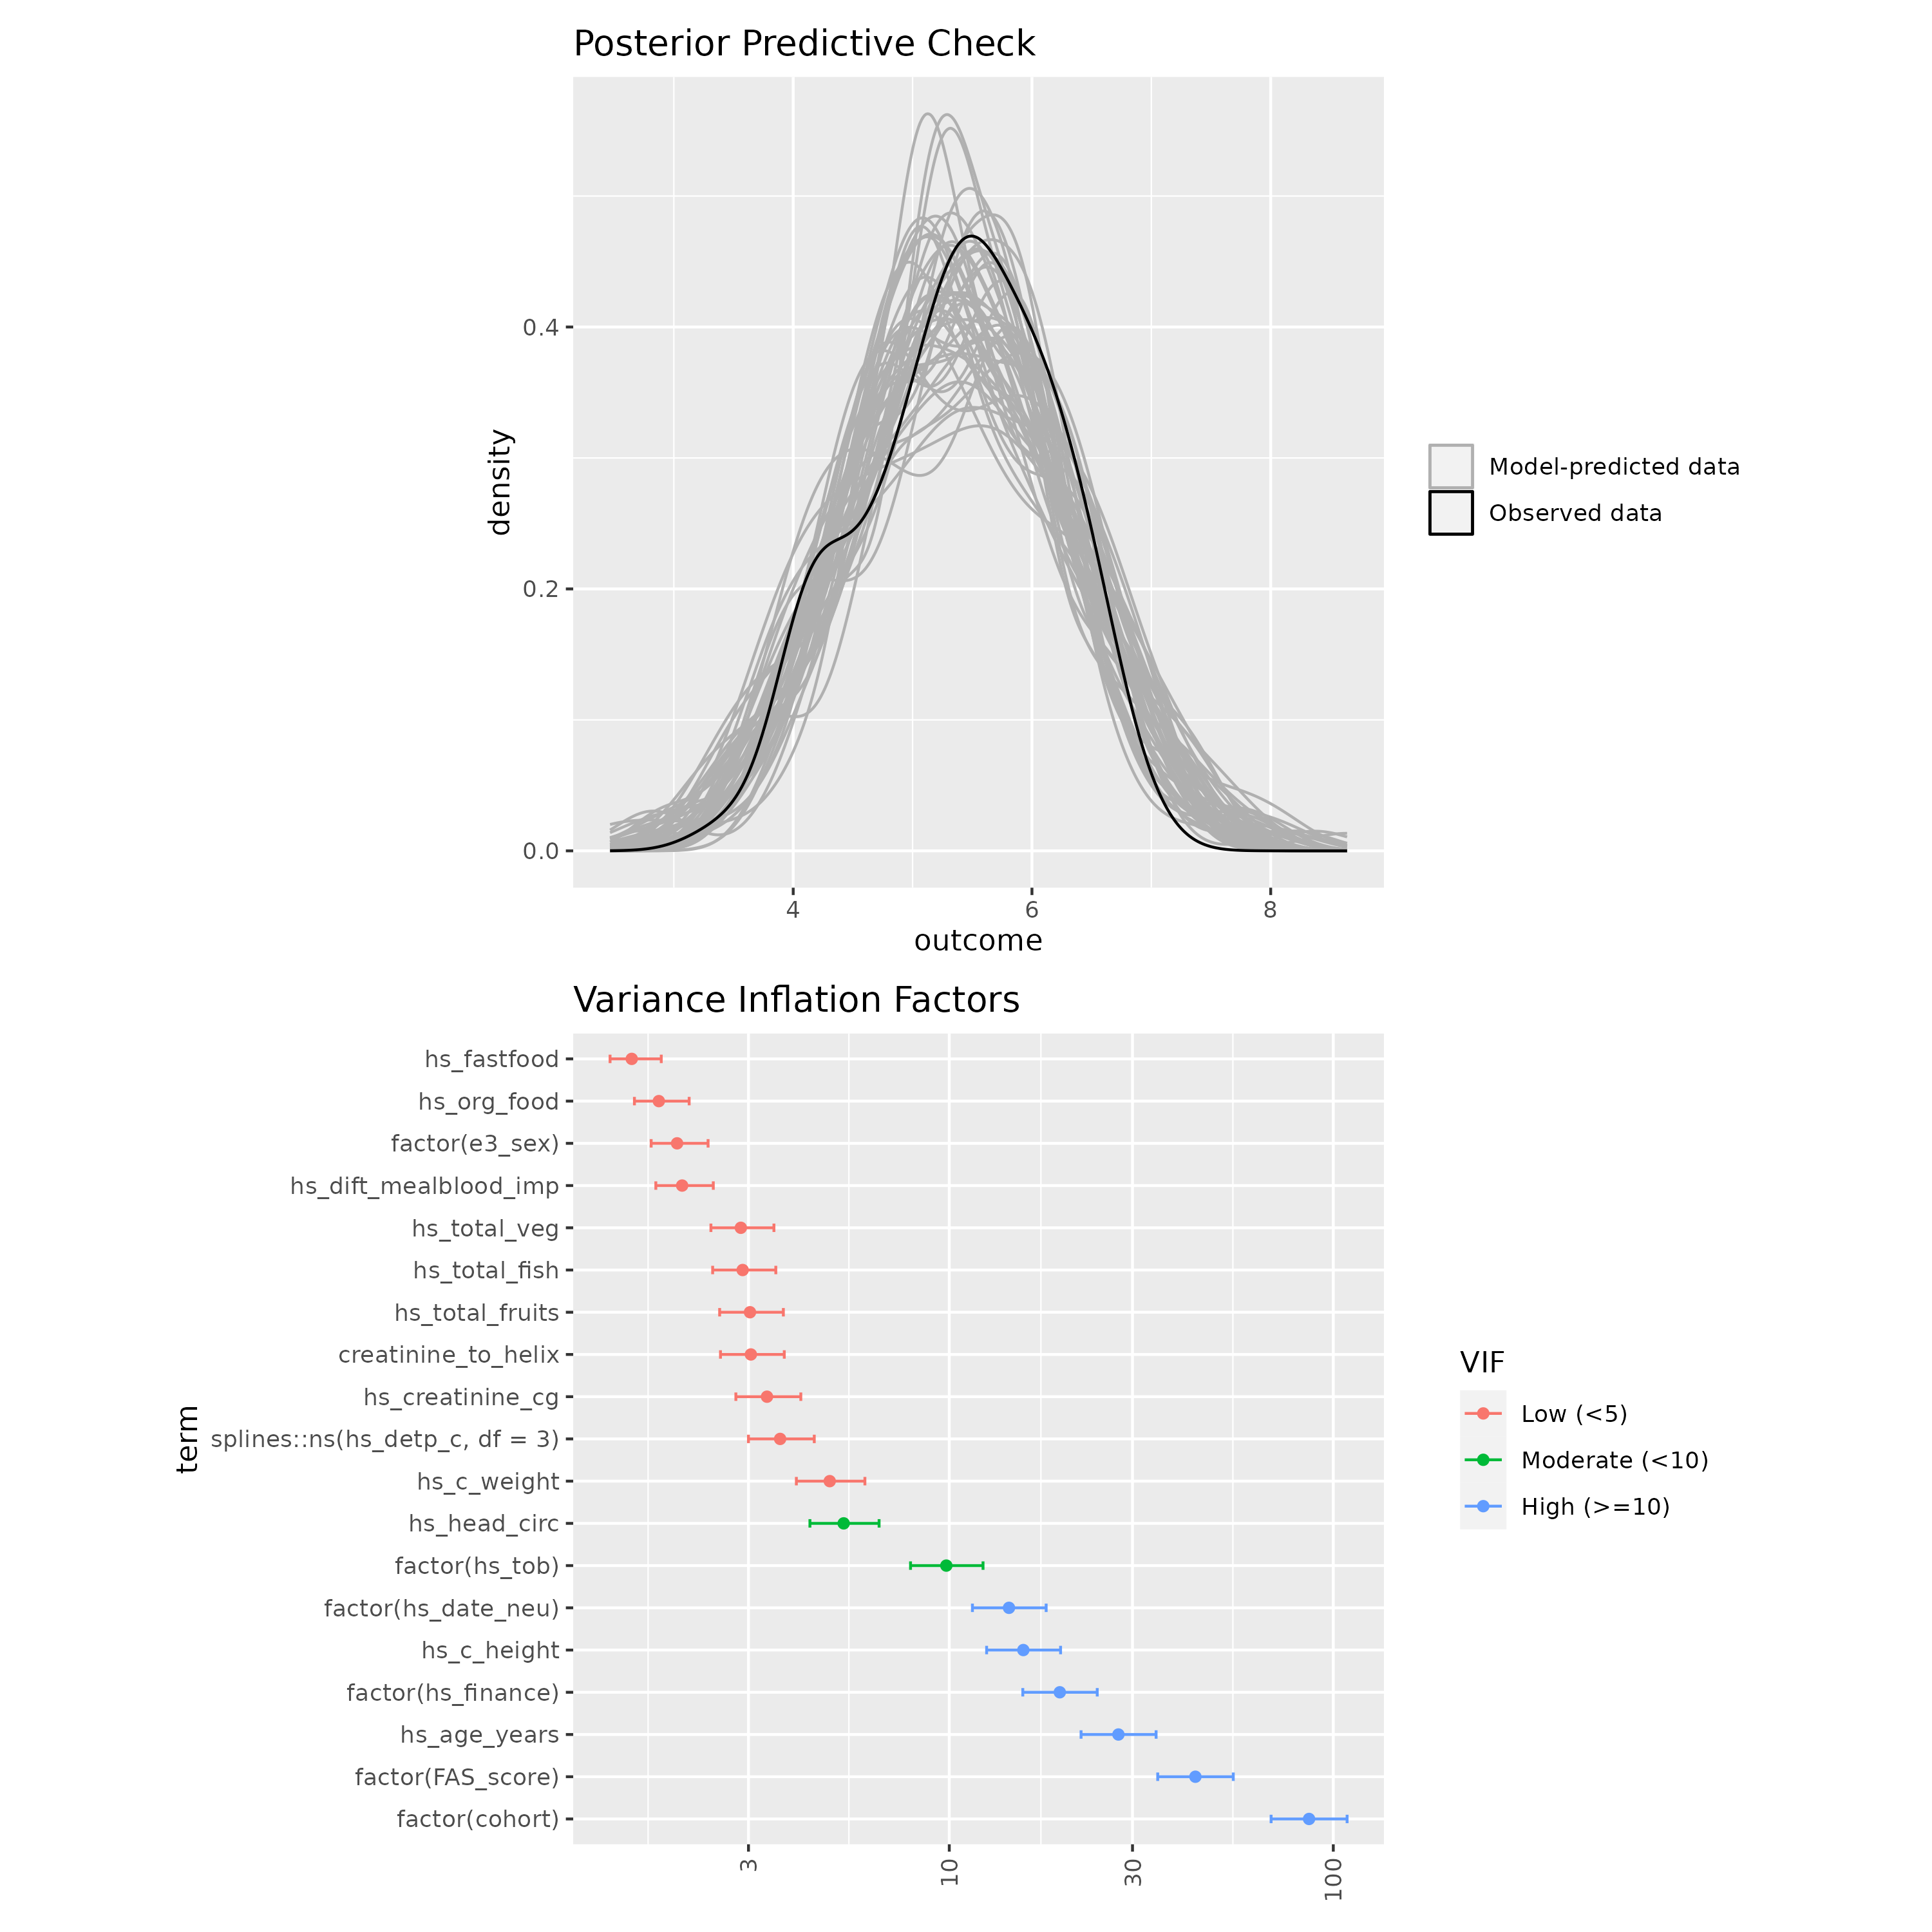 Posterior Predictive Check
density
0.4
0.2
0.0
4
6
8
outcome
Model-predicted data
Observed data
Variance Inflation Factors
term
hs_fastfood
hs_org_food
factor(e3_sex)
hs_dift_mealblood_imp
hs_total_veg
hs_total_fish
hs_total_fruits
creatinine_to_helix
hs_creatinine_cg
splines::ns(hs_detp_c, df = 3)
hs_c_weight
hs_head_circ
factor(hs_tob)
factor(hs_date_neu)
hs_c_height
factor(hs_finance)
hs_age_years
factor(FAS_score)
factor(cohort)
3
10
30
100
VIF
Low (<5)
Moderate (<10)
High (>=10)